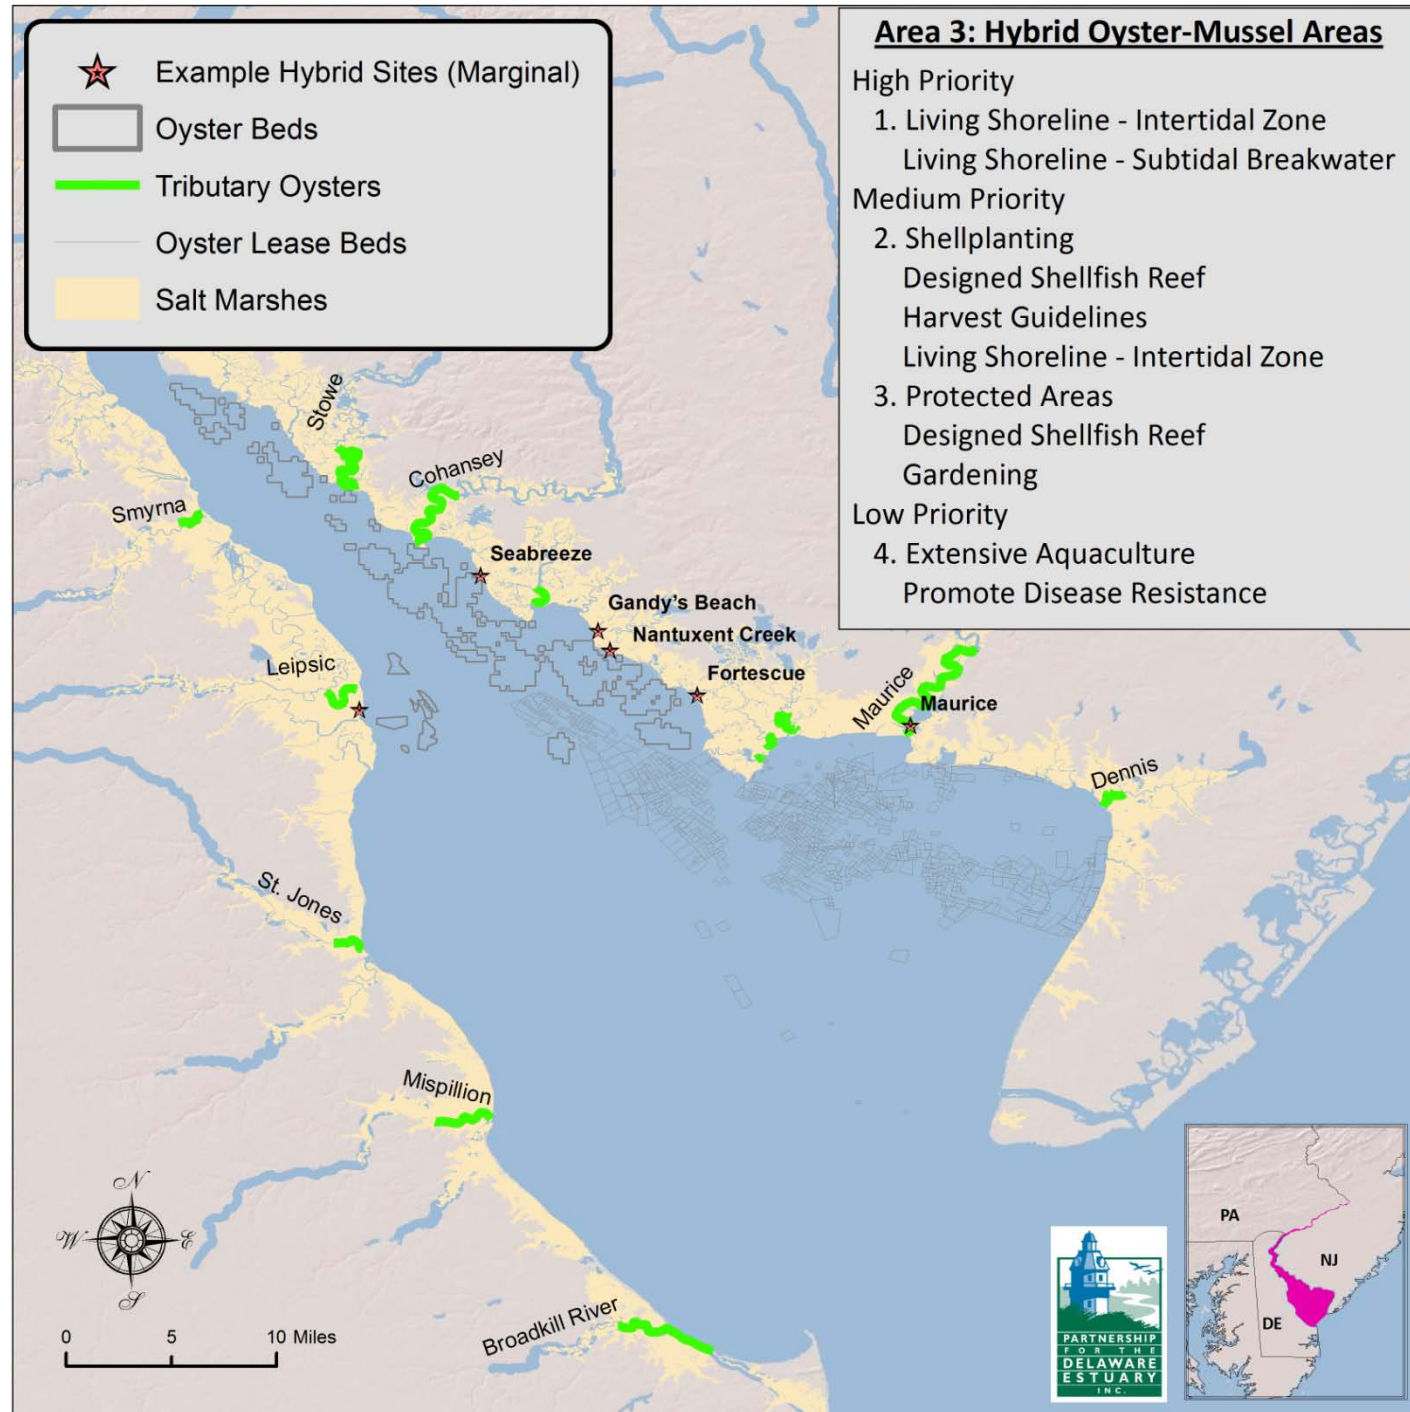 Example Hybrid Sites (Marginal)
Oyster Beds
Tributary Oysters
Oyster Lease Beds
Salt Marshes
Area 3: Hybrid Oyster-Mussel Areas
High Priority
1. Living Shoreline - Intertidal Zone
Living Shoreline - Subtidal Breakwater
Medium Priority
2. Shellplanting
Designed Shellfish Reef
Harvest Guidelines
Living Shoreline - Intertidal Zone
3. Protected Areas
Designed Shellfish Reef
Gardening
Low Priority
4. Extensive Aquaculture
Promote Disease Resistance
Stowe
Cohansey
Smyrna
Seabreeze
Gandy's Beach
Nantuxent Creek
Leipsic
Fortescue
Maurice
Maurice
Dennis
St. Jones
Mispillion
Broadkill River
N
W
E
S
0 5 10 Miles
PARTNERSHIP
FOR THE
DELAWARE
ESTUARY
INC.
PA
NJ
DE